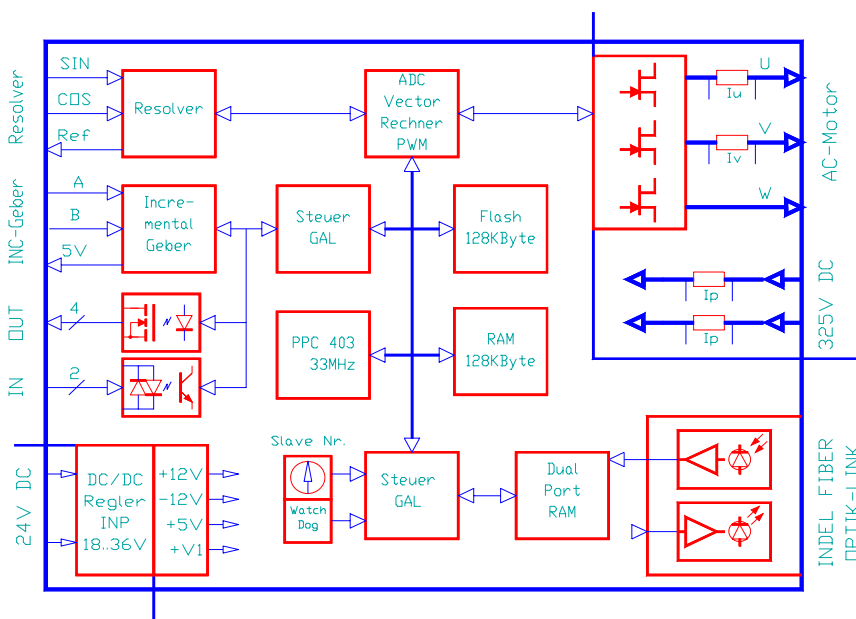 Resolver
SIN
COS
Ref
Resolver
ADC
Vector
Rechner
PWM
U
Iu
V
Iv
W
AC-Motor
INC-Geber
A
B
5V
Incre-
mental
Geber
Steuer
GAL
Flash
128KByte
OUT
4
IN
2
PPC 403
33MHz
RAM
128KByte
Ip
Ip
325V DC
24V DC
DC/DC
Regler
INP
18..36V
+12V
-12V
+5V
+V1
Slave Nr.
Watch
Dog
Steuer
GAL
Dual
Port
RAM
INDEL FIBER
OPTIK-LINK